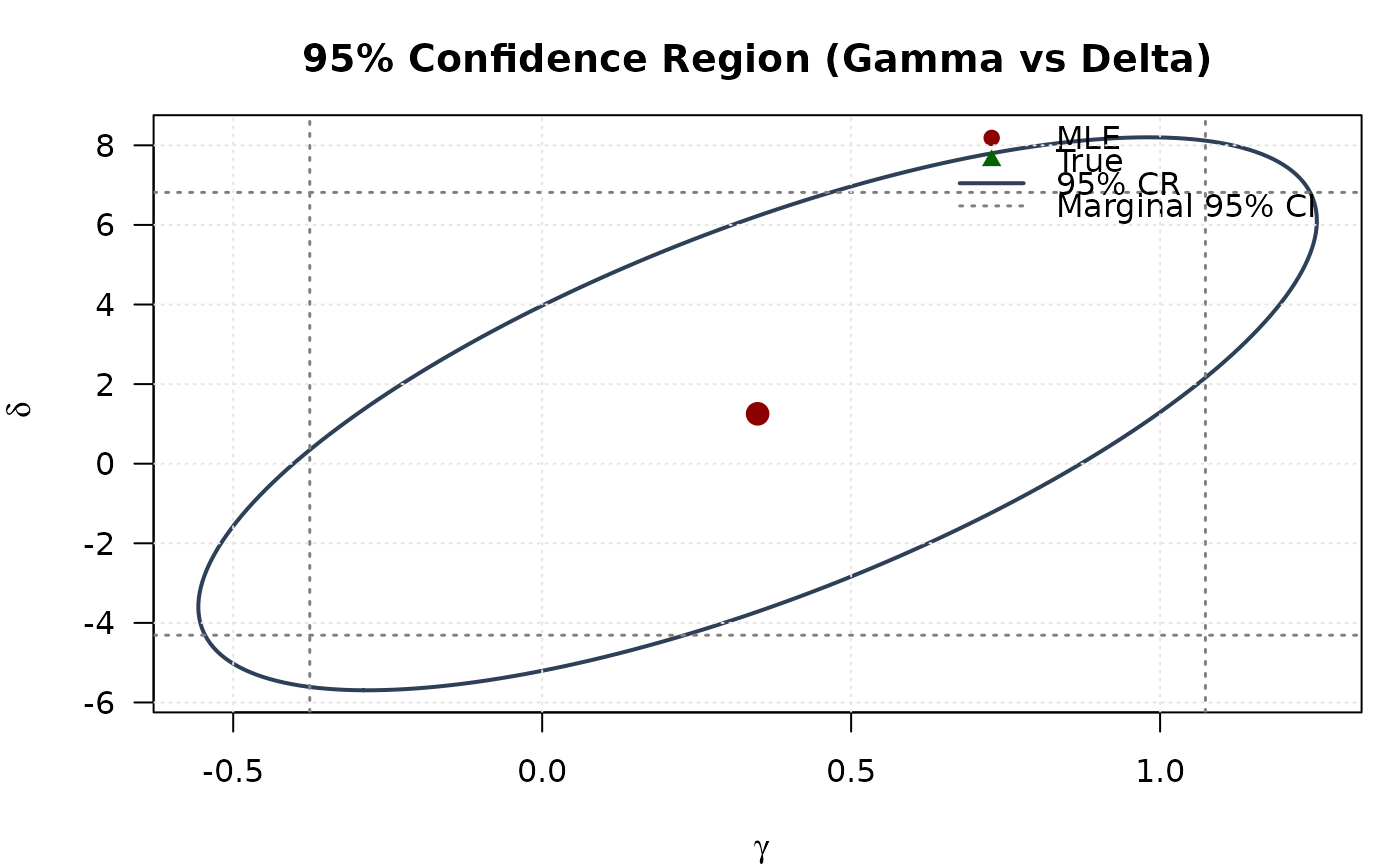 95% Confidence Region (Gamma vs Delta)
MLE
True
95% CR
Marginal 95% CI
8
6
4
2
0
-2
-4
-6
δ
-0.5 0.0 0.5 1.0
γ